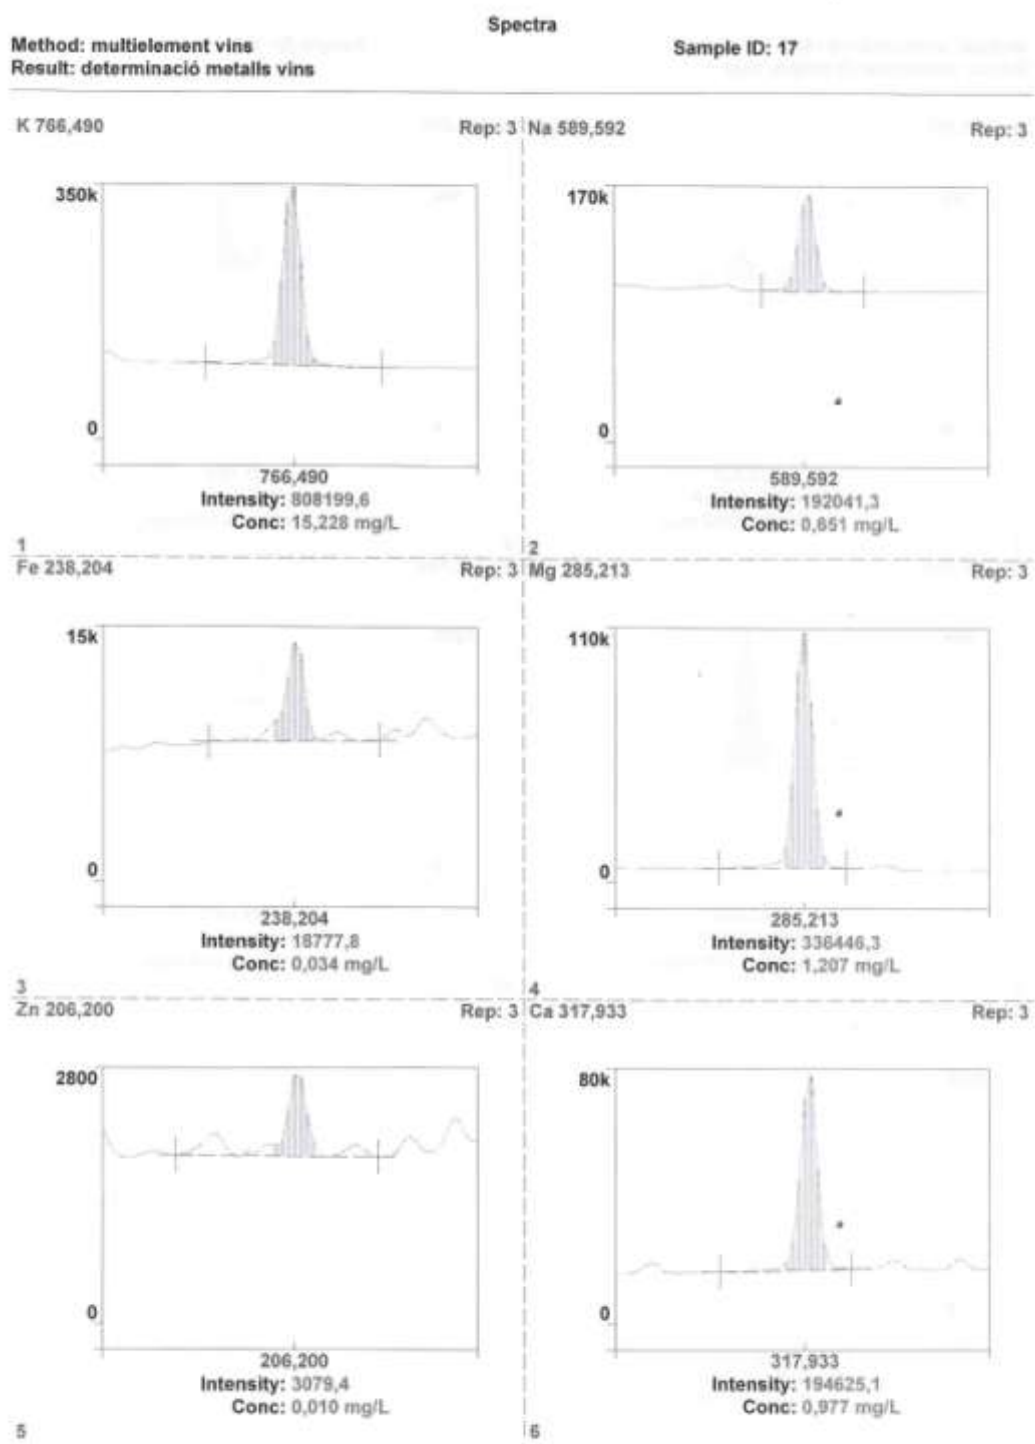 Spectra
Method: multielement vins
Sample ID: 17
Result: determinació metalls vins
K 766,490
Rep: 3
350k
0
766,490
Intensity: 808199,6
Conc: 15,228 mg/L
1
Na 589,592
Rep: 3
170k
0
589,592
Intensity: 192041,3
Conc: 0,651 mg/L
2
Fe 238,204
Rep: 3
15k
0
238,204
Intensity: 18777,8
Conc: 0,034 mg/L
3
Mg 285,213
Rep: 3
110k
0
285,213
Intensity: 336446,3
Conc: 1,207 mg/L
4
Zn 206,200
Rep: 3
2800
0
206,200
Intensity: 3079,4
Conc: 0,010 mg/L
5
Ca 317,933
Rep: 3
80k
0
317,933
Intensity: 194625,1
Conc: 0,977 mg/L
6